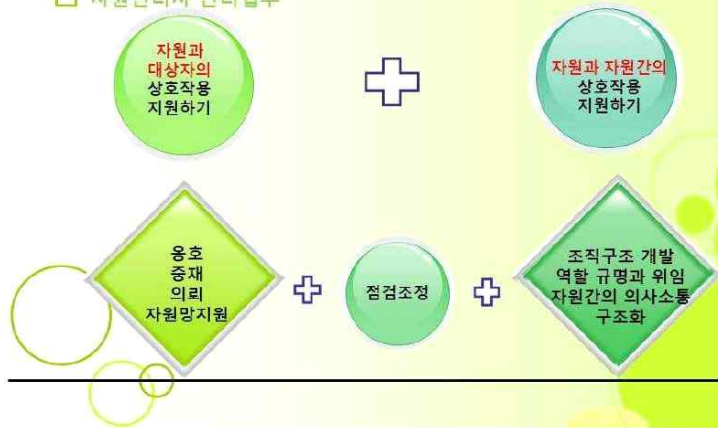 자원과
대상자의
상호작용
지원하기
자원과 자원간의
상호작용
지원하기
옹호
중재
의뢰
자원망지원
점검조정
조직구조 개발
역할 규명과 위임
자원간의 의사소통
구조화